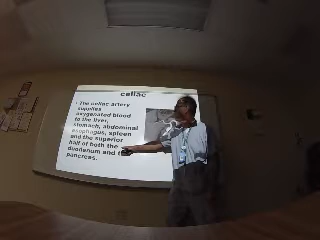 celiac
• The celiac artery
supplies
oxygenated blood
to the liver,
stomach, abdominal
esophagus, spleen
and the superior
half of both the
duodenum and
pancreas.